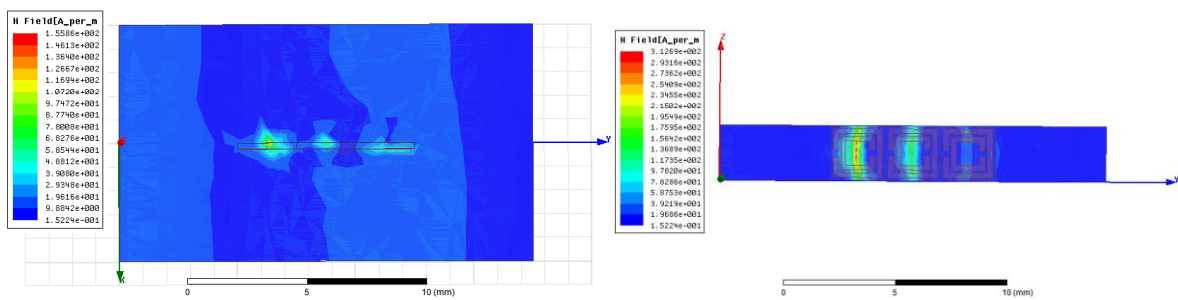 H Field[A_per_m
1.5586e+002
1.4613e+002
1.3640e+002
1.2667e+002
1.1694e+002
1.0720e+002
9.7472e+001
8.7740e+001
7.8008e+001
6.8276e+001
5.8544e+001
4.8812e+001
3.9080e+001
2.9348e+001
1.9616e+001
9.8842e+000
1.5224e-001
Y
X
0
5
10 (mm)
H Field[A_per_m
3.1269e+002
2.9316e+002
2.7362e+002
2.5409e+002
2.3455e+002
2.1502e+002
1.9549e+002
1.7595e+002
1.5642e+002
1.3689e+002
1.1735e+002
9.7820e+001
7.8286e+001
5.8753e+001
3.9219e+001
1.9686e+001
1.5224e-001
Z
Y
0
5
10 (mm)